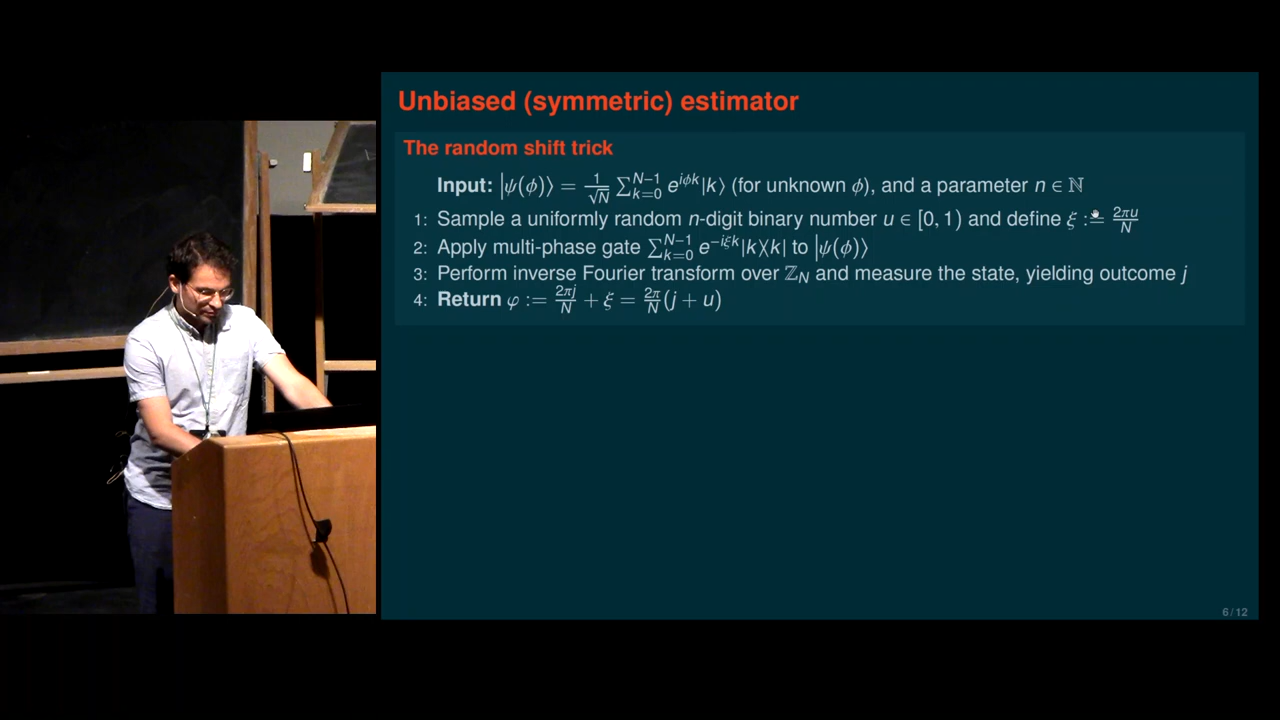 Unbiased (symmetric) estimator
The random shift trick
Input: |ψ(ϕ)⟩ = 1/√N ∑_{k=0}^{N−1} e^{iϕk}|k⟩ (for unknown ϕ), and a parameter n ∈ ℕ
1: Sample a uniformly random n-digit binary number u ∈ [0, 1) and define ξ := 2πu/N
2: Apply multi-phase gate ∑_{k=0}^{N−1} e^{−iξk}|k⟩⟨k| to |ψ(ϕ)⟩
3: Perform inverse Fourier transform over ℤ_N and measure the state, yielding outcome j
4: Return φ := 2πj/N + ξ = 2π/N (j + u)
6 / 12